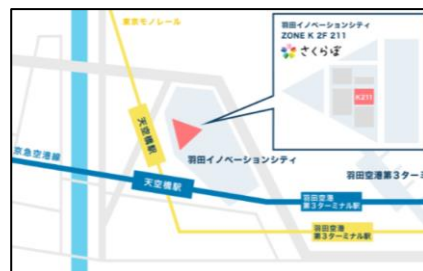 東京モノレール
羽田イノベーションシティ
ZONE K 2F 211
さくらぼ
K211
天空橋駅
羽田イノベーションシティ
京急空港線
天空橋駅
羽田空港第3ターミ
羽田空港
第3ターミナル駅
羽田空港
第3ターミナル駅